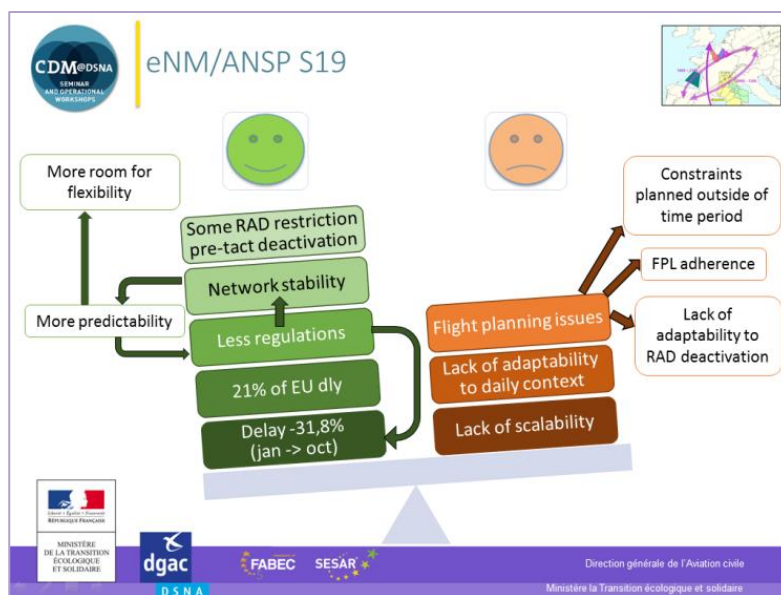 CDM@DSNA
SEMINAR
AND OPERATIONAL
WORKSHOPS
eNM/ANSP S19
More room for
flexibility
Some RAD restriction
pre-tact deactivation
Network stability
More predictability
Less regulations
21% of EU dly
Delay -31,8%
(jan -> oct)
Constraints
planned outside of
time period
FPL adherence
Flight planning issues
Lack of
adaptability to
RAD deactivation
Lack of adaptability
to daily context
Lack of scalability
Liberté • Égalité • Fraternité
RÉPUBLIQUE FRANÇAISE
MINISTÈRE
DE LA TRANSITION
ÉCOLOGIQUE
ET SOLIDAIRE
dgac
DSNA
FABEC
SESAR
Direction générale de l'Aviation civile
Ministère la Transition écologique et solidaire